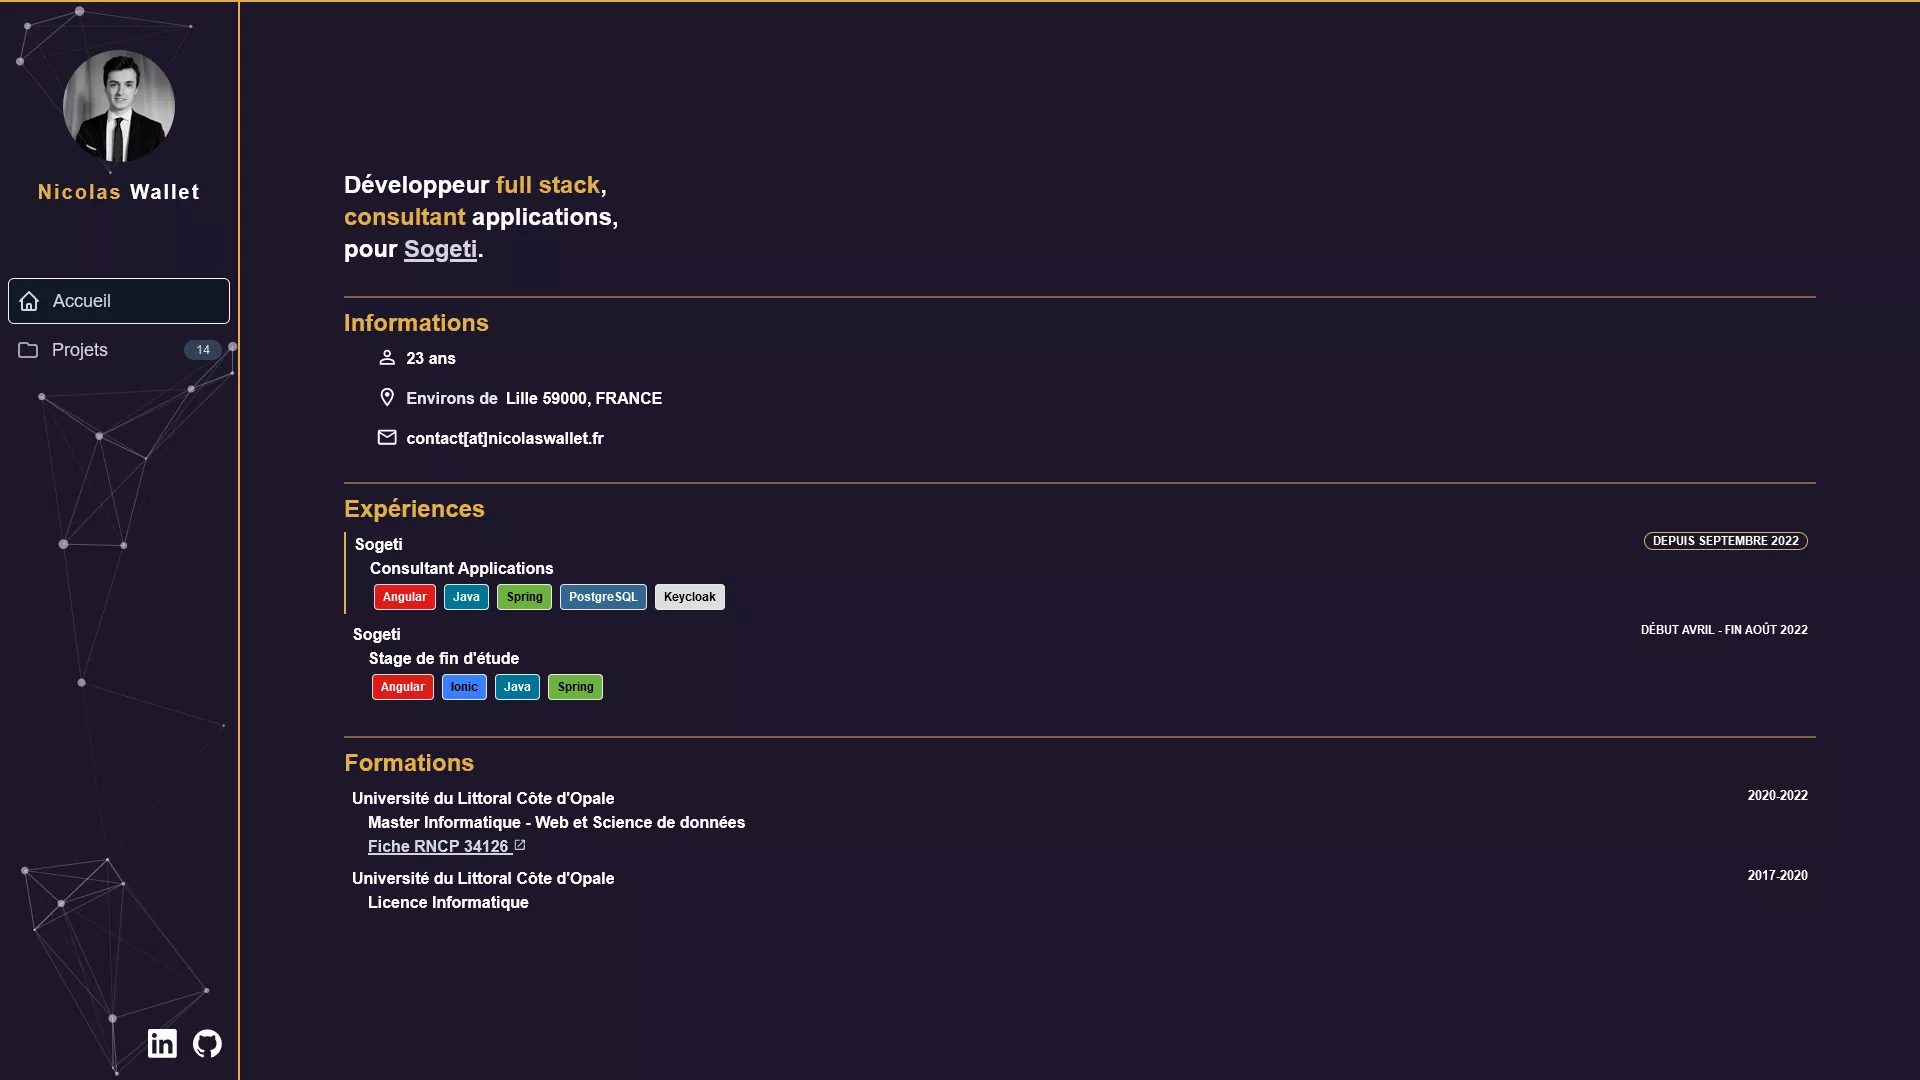 Nicolas Wallet
Accueil
Projets 14
Développeur full stack,
consultant applications,
pour Sogeti.
Informations
23 ans
Environs de Lille 59000, FRANCE
contact[at]nicolaswallet.fr
Expériences
Sogeti DEPUIS SEPTEMBRE 2022
Consultant Applications
Angular Java Spring PostgreSQL Keycloak
Sogeti DÉBUT AVRIL - FIN AOÛT 2022
Stage de fin d'étude
Angular Ionic Java Spring
Formations
Université du Littoral Côte d'Opale 2020-2022
Master Informatique - Web et Science de données
Fiche RNCP 34126
Université du Littoral Côte d'Opale 2017-2020
Licence Informatique
in